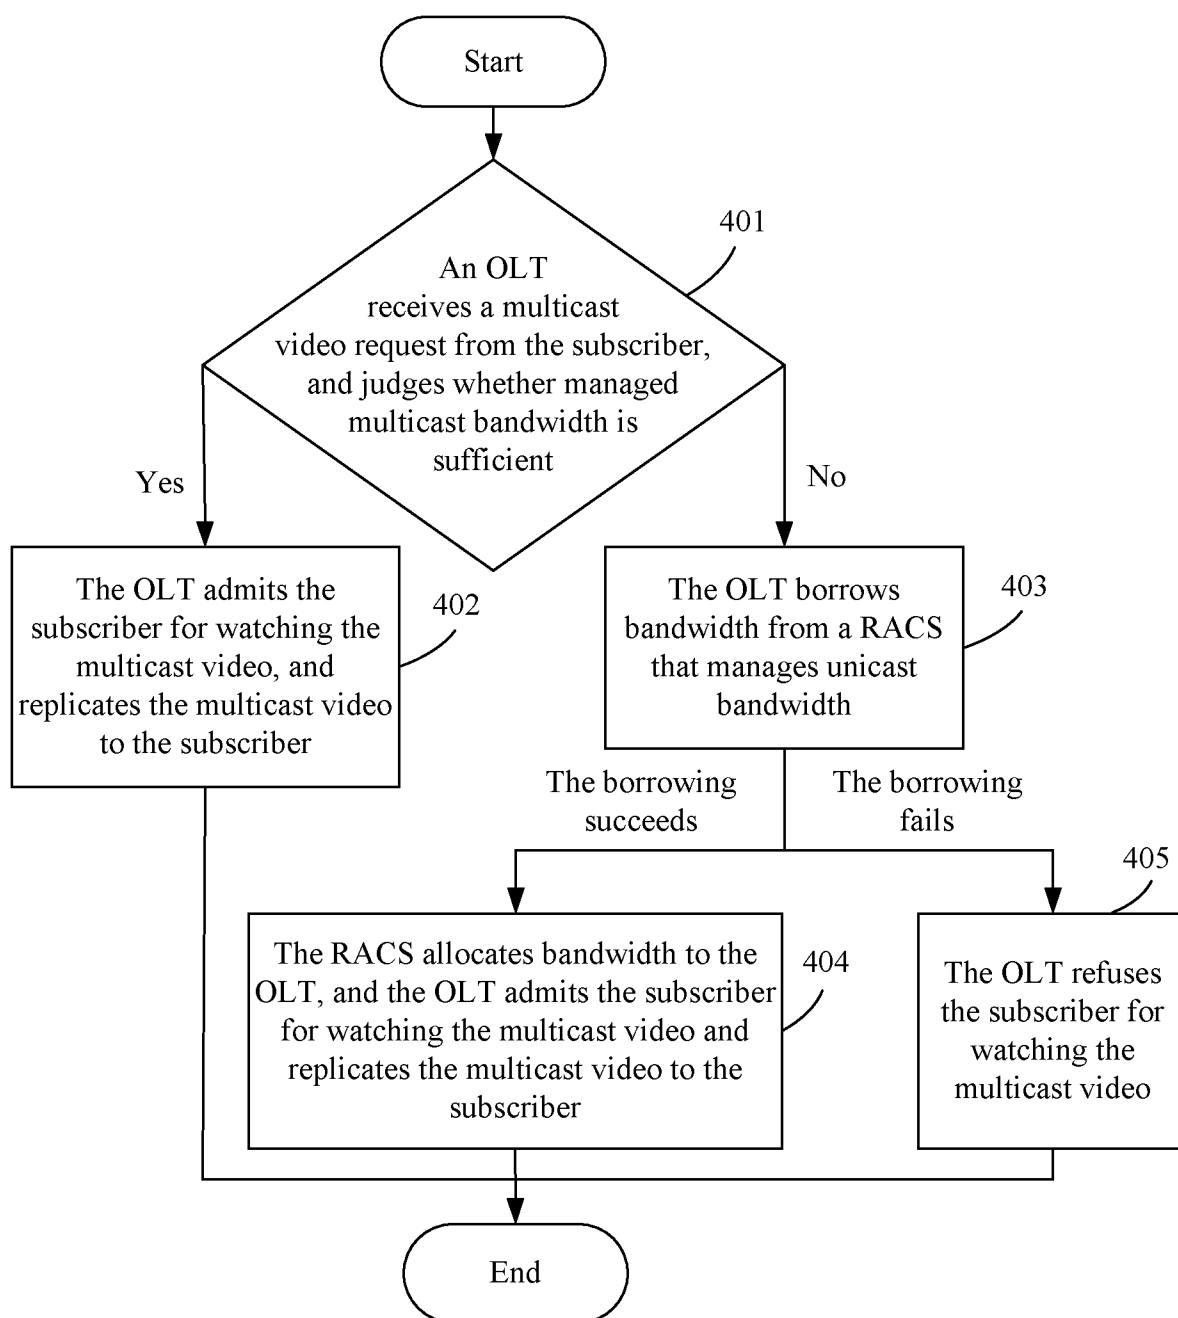 Start
401
An OLT
receives a multicast
video request from the subscriber,
and judges whether managed
multicast bandwidth is
sufficient
Yes
No
The OLT admits the
subscriber for watching the
multicast video, and
replicates the multicast video
to the subscriber
402
The OLT borrows
bandwidth from a RACS
that manages unicast
bandwidth
403
The borrowing
succeeds
The borrowing
fails
The RACS allocates bandwidth to the
OLT, and the OLT admits the subscriber
for watching the multicast video and
replicates the multicast video to the
subscriber
404
405
The OLT refuses
the subscriber for
watching the
multicast video
End